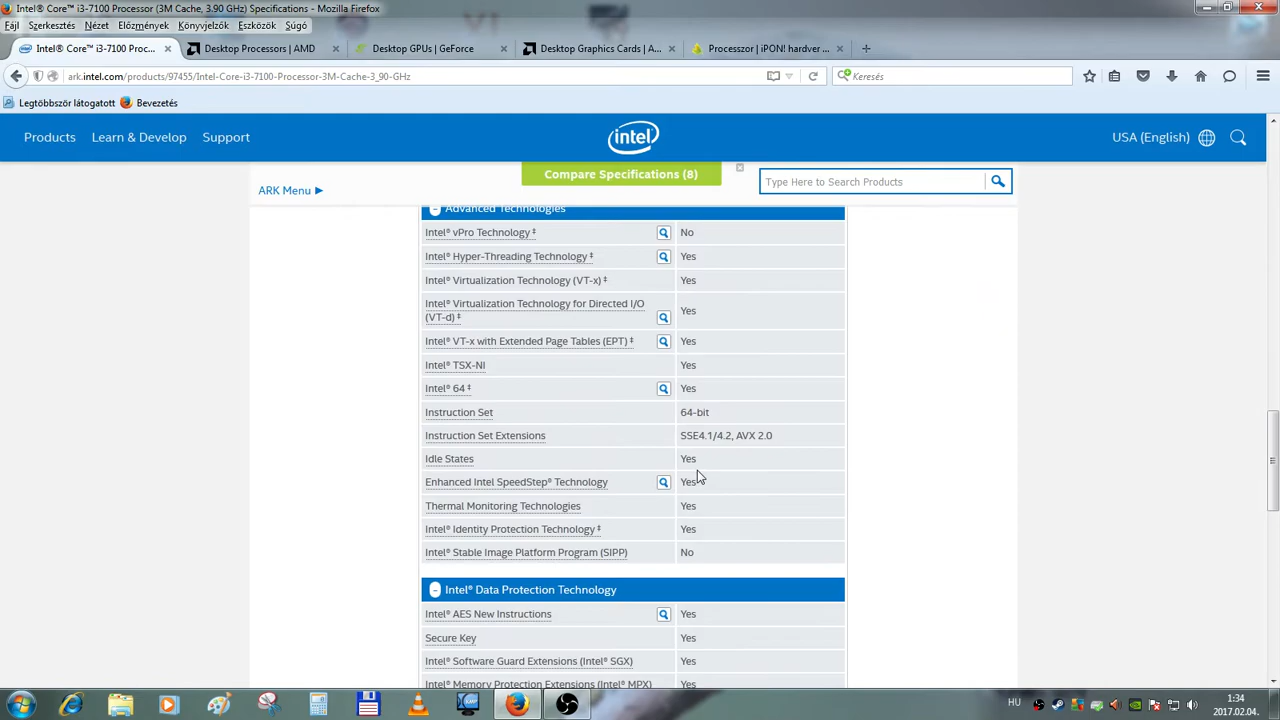 Intel® Core™ i3-7100 Processor (3M Cache, 3.90 GHz) Specifications - Mozilla Firefox
Fájl Szerkesztés Nézet Előzmények Könyvjelzők Eszközök Súgó
Intel® Core™ i3-7100 Proc...
Desktop Processors | AMD
Desktop GPUs | GeForce
Desktop Graphics Cards | A...
Processzor | iPON! hardver ...
ark.intel.com/products/97455/Intel-Core-i3-7100-Processor-3M-Cache-3_90-GHz
Keresés
Legtöbbször látogatott Bevezetés
Products Learn & Develop Support
intel
USA (English)
ARK Menu
Compare Specifications (8)
Type Here to Search Products
Advanced Technologies
Intel® vPro Technology ‡ No
Intel® Hyper-Threading Technology ‡ Yes
Intel® Virtualization Technology (VT-x) ‡ Yes
Intel® Virtualization Technology for Directed I/O
(VT-d) ‡ Yes
Intel® VT-x with Extended Page Tables (EPT) ‡ Yes
Intel® TSX-NI Yes
Intel® 64 ‡ Yes
Instruction Set 64-bit
Instruction Set Extensions SSE4.1/4.2, AVX 2.0
Idle States Yes
Enhanced Intel SpeedStep® Technology Yes
Thermal Monitoring Technologies Yes
Intel® Identity Protection Technology ‡ Yes
Intel® Stable Image Platform Program (SIPP) No
Intel® Data Protection Technology
Intel® AES New Instructions Yes
Secure Key Yes
Intel® Software Guard Extensions (Intel® SGX) Yes
Intel® Memory Protection Extensions (Intel® MPX) Yes
HU
1:34
2017.02.04.